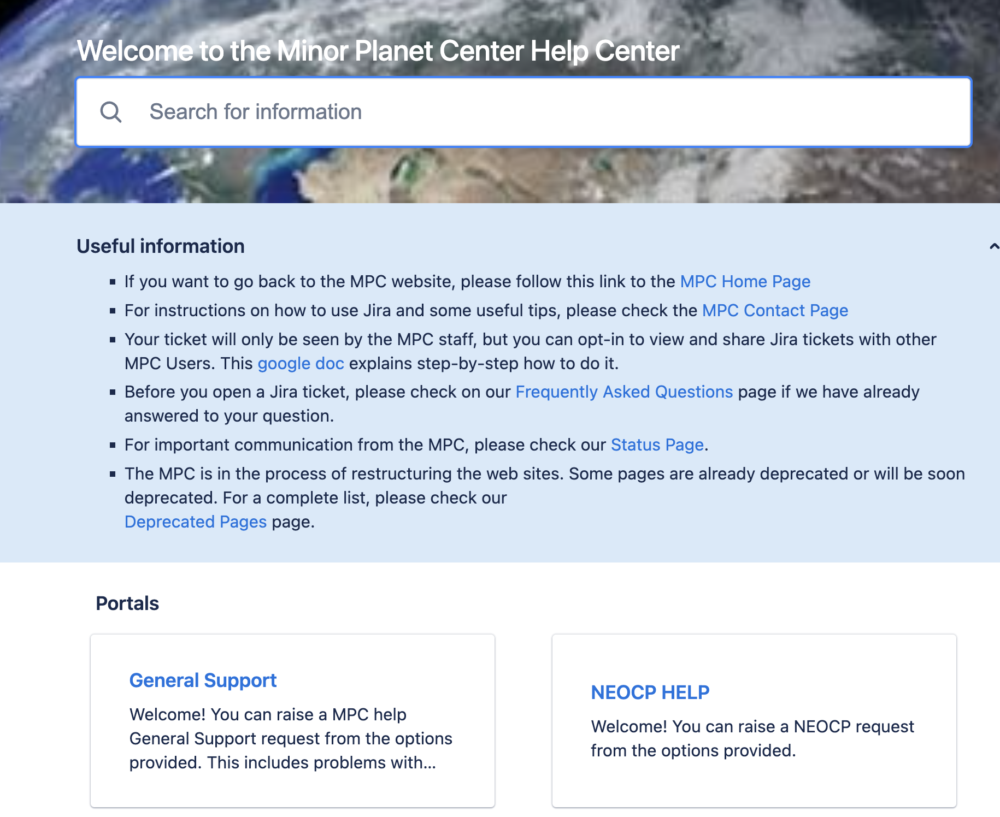 Welcome to the Minor Planet Center Help Center
Search for information
Useful information
If you want to go back to the MPC website, please follow this link to the MPC Home Page
For instructions on how to use Jira and some useful tips, please check the MPC Contact Page
Your ticket will only be seen by the MPC staff, but you can opt-in to view and share Jira tickets with other
MPC Users. This google doc explains step-by-step how to do it.
Before you open a Jira ticket, please check on our Frequently Asked Questions page if we have already
answered to your question.
For important communication from the MPC, please check our Status Page.
The MPC is in the process of restructuring the web sites. Some pages are already deprecated or will be soon
deprecated. For a complete list, please check our
Deprecated Pages page.
Portals
General Support
Welcome! You can raise a MPC help
General Support request from the options
provided. This includes problems with...
NEOCP HELP
Welcome! You can raise a NEOCP request
from the options provided.